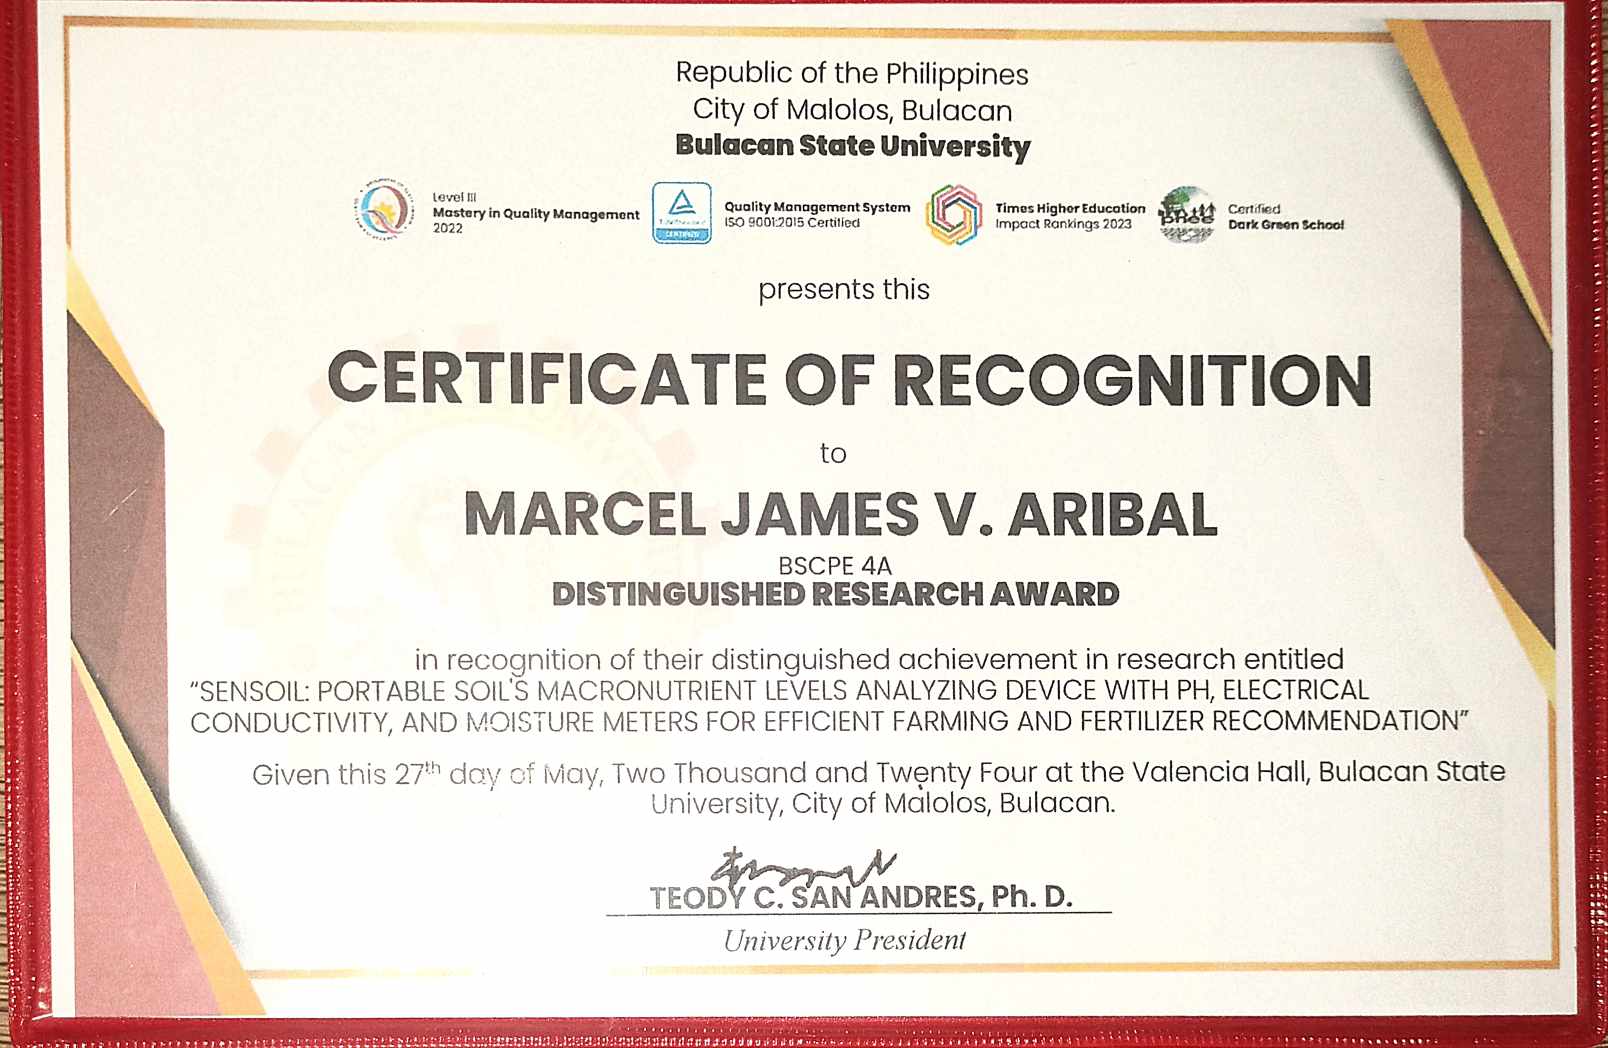 Republic of the Philippines
City of Malolos, Bulacan
Bulacan State University
Level III
Mastery in Quality Management
2022
CERTIFIED
Quality Management System
ISO 9001:2015 Certified
Times Higher Education
Impact Rankings 2023
Certified
Dark Green School
presents this
CERTIFICATE OF RECOGNITION
to
MARCEL JAMES V. ARIBAL
BSCPE 4A
DISTINGUISHED RESEARCH AWARD
in recognition of their distinguished achievement in research entitled
“SENSOIL: PORTABLE SOIL'S MACRONUTRIENT LEVELS ANALYZING DEVICE WITH PH, ELECTRICAL
CONDUCTIVITY, AND MOISTURE METERS FOR EFFICIENT FARMING AND FERTILIZER RECOMMENDATION”
Given this 27th day of May, Two Thousand and Twenty Four at the Valencia Hall, Bulacan State
University, City of Malolos, Bulacan.
TEODY C. SAN ANDRES, Ph. D.
University President